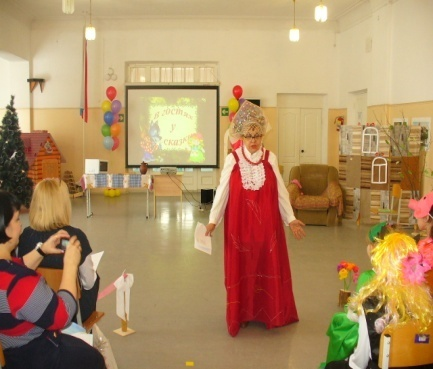 в гостях
у
сказки